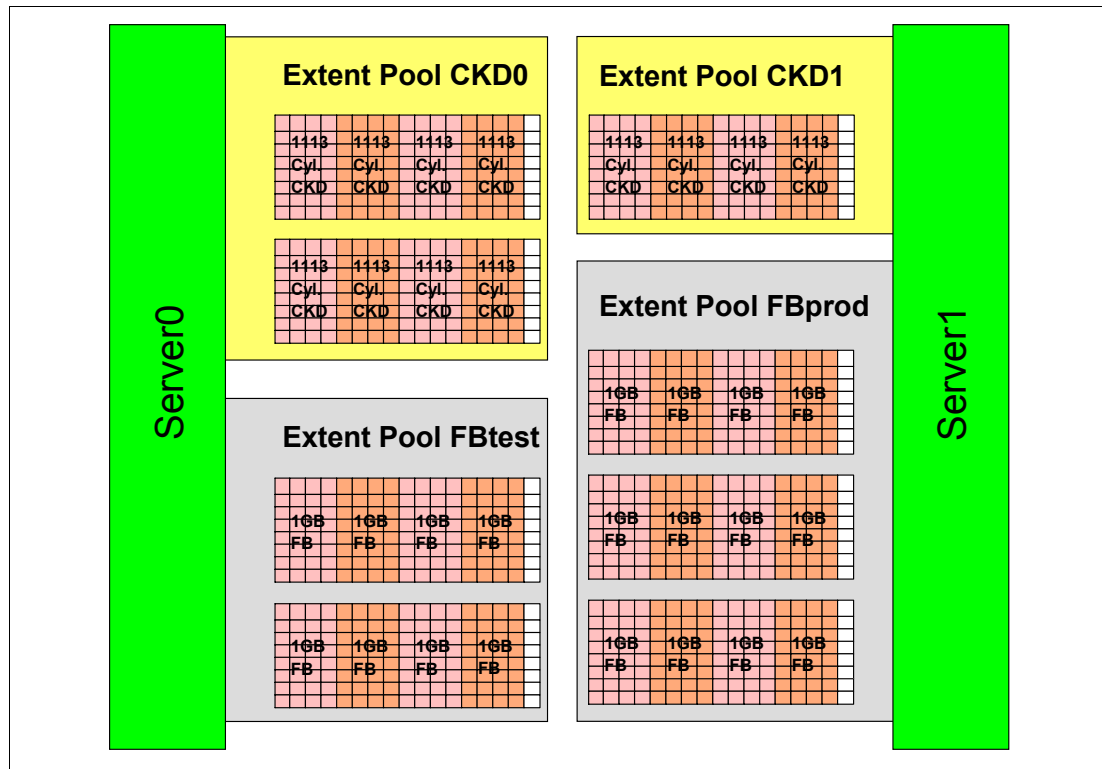 Server0
Extent Pool CKD0
1113 1113 1113 1113
Cyl. Cyl. Cyl. Cyl.
CKD CKD CKD CKD
1113 1113 1113 1113
Cyl. Cyl. Cyl. Cyl.
CKD CKD CKD CKD
Extent Pool FBtest
1GB 1GB 1GB 1GB
FB FB FB FB
1GB 1GB 1GB 1GB
FB FB FB FB
Extent Pool CKD1
1113 1113 1113 1113
Cyl. Cyl. Cyl. Cyl.
CKD CKD CKD CKD
Extent Pool FBprod
1GB 1GB 1GB 1GB
FB FB FB FB
1GB 1GB 1GB 1GB
FB FB FB FB
1GB 1GB 1GB 1GB
FB FB FB FB
Server1